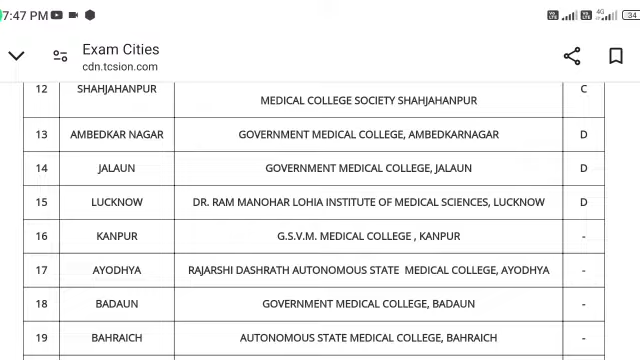 7:47 PM
4G
34
Exam Cities
cdn.tcsion.com
12 SHAHJAHANPUR MEDICAL COLLEGE SOCIETY SHAHJAHANPUR C
13 AMBEDKAR NAGAR GOVERNMENT MEDICAL COLLEGE, AMBEDKARNAGAR D
14 JALAUN GOVERNMENT MEDICAL COLLEGE, JALAUN D
15 LUCKNOW DR. RAM MANOHAR LOHIA INSTITUTE OF MEDICAL SCIENCES, LUCKNOW D
16 KANPUR G.S.V.M. MEDICAL COLLEGE , KANPUR -
17 AYODHYA RAJARSHI DASHRATH AUTONOMOUS STATE MEDICAL COLLEGE, AYODHYA -
18 BADAUN GOVERNMENT MEDICAL COLLEGE, BADAUN -
19 BAHRAICH AUTONOMOUS STATE MEDICAL COLLEGE, BAHRAICH -